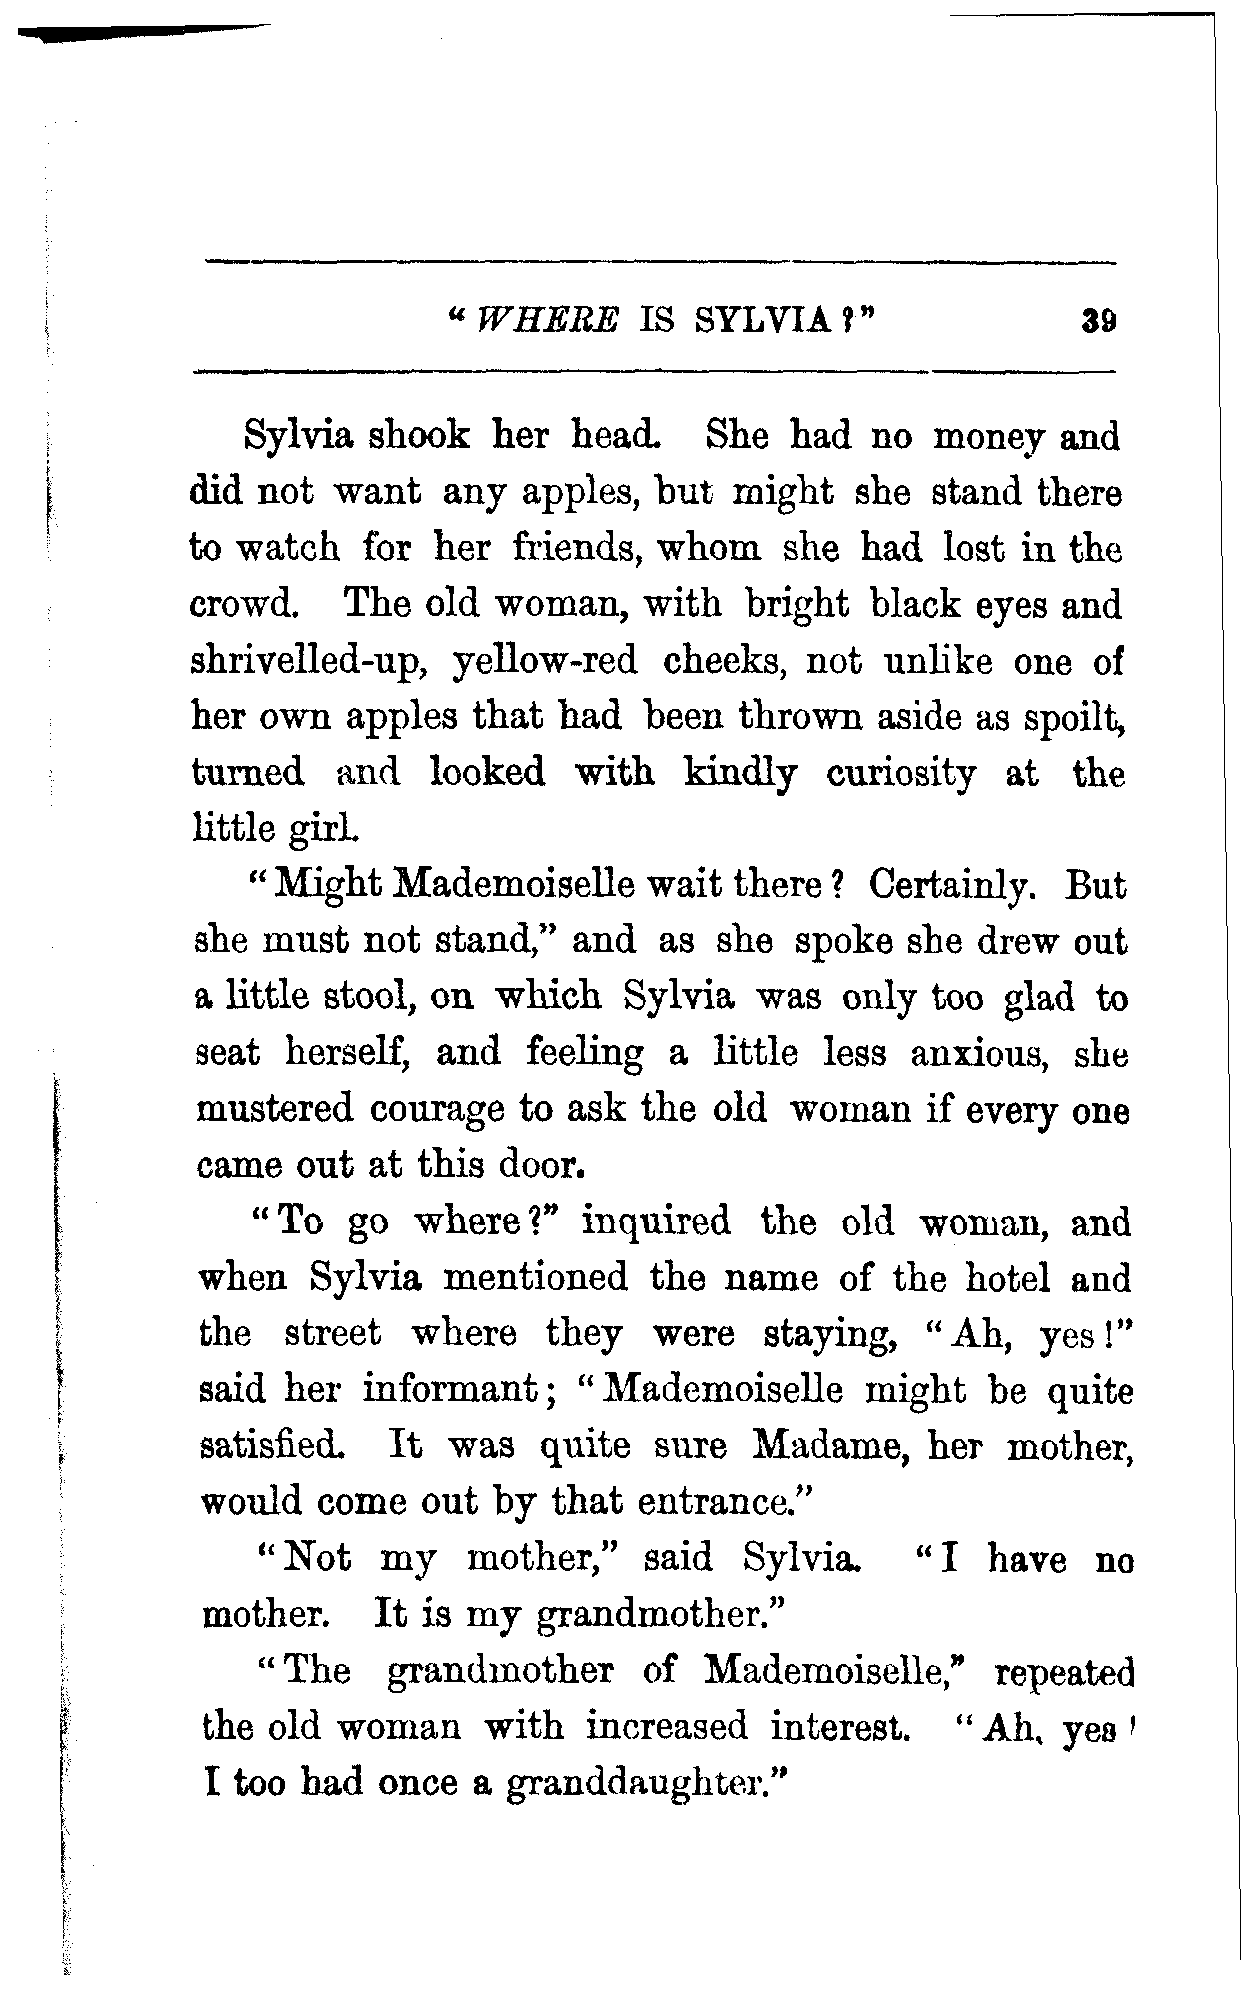 “ WHERE IS SYLVIA ? ” 39
Sylvia shook her head. She had no money and
did not want any apples, but might she stand there
to watch for her friends, whom she had lost in the
crowd. The old woman, with bright black eyes and
shrivelled-up, yellow-red cheeks, not unlike one of
her own apples that had been thrown aside as spoilt,
turned and looked with kindly curiosity at the
little girl.
“ Might Mademoiselle wait there ? Certainly. But
she must not stand,” and as she spoke she drew out
a little stool, on which Sylvia was only too glad to
seat herself, and feeling a little less anxious, she
mustered courage to ask the old woman if every one
came out at this door.
“ To go where ?” inquired the old woman, and
when Sylvia mentioned the name of the hotel and
the street where they were staying, “ Ah, yes !”
said her informant ; “ Mademoiselle might be quite
satisfied. It was quite sure Madame, her mother,
would come out by that entrance.”
“ Not my mother,” said Sylvia. “ I have no
mother. It is my grandmother.”
“ The grandmother of Mademoiselle,” repeated
the old woman with increased interest. “ Ah, yes !
I too had once a granddaughter.”